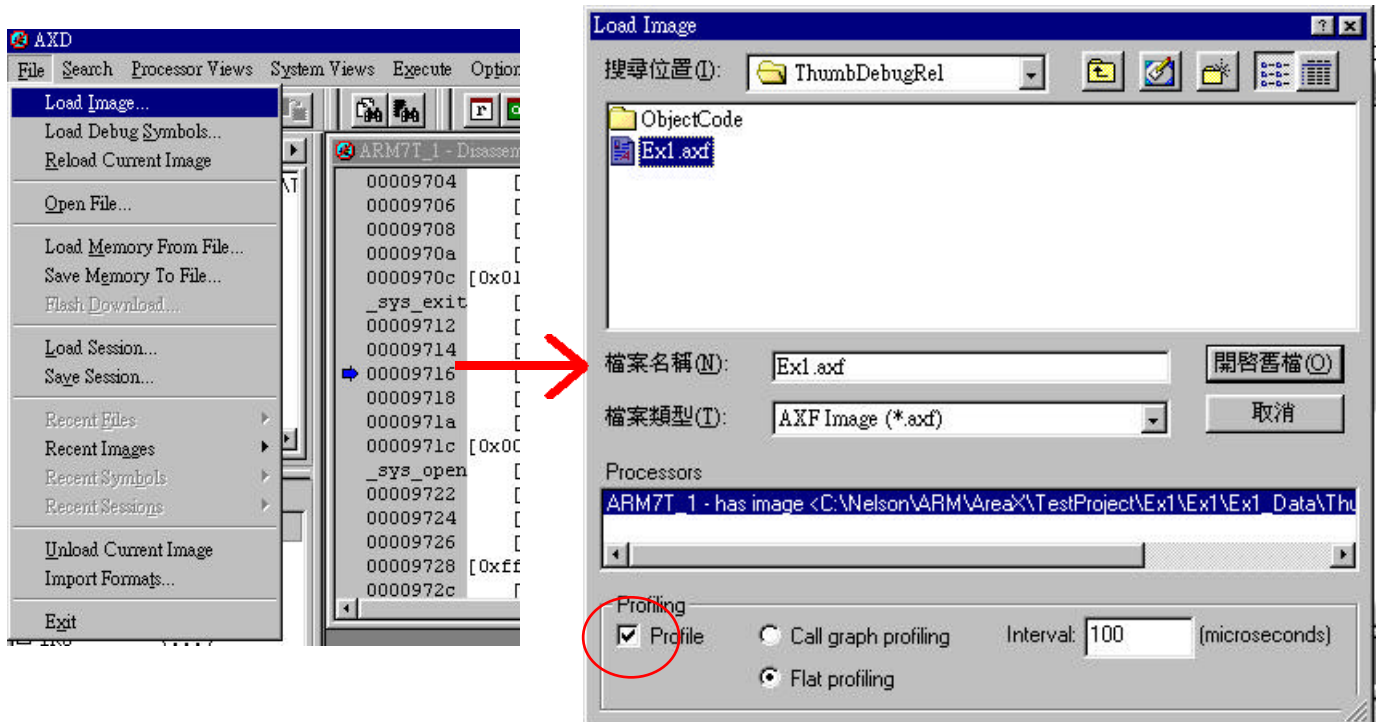 AXD
File Search Processor Views System Views Execute Option
Load Image...
Load Debug Symbols...
Reload Current Image
Open File...
Load Memory From File...
Save Memory To File...
Flash Download...
Load Session...
Save Session...
Recent Files
Recent Images
Recent Symbols
Recent Sessions
Unload Current Image
Import Formats...
Exit
ARM7T_1 - Disassem
00009704 [
00009706 [
00009708 [
0000970a [
0000970c [0x01
_sys_exit [
00009712 [
00009714 [
00009716 [
00009718 [
0000971a [
0000971c [0x00
_sys_open [
00009722 [
00009724 [
00009726 [
00009728 [0xff
0000972c [
Load Image
搜尋位置(I): ThumbDebugRel
ObjectCode
Ex1.axf
檔案名稱(N): Ex1.axf 開啓舊檔(O)
檔案類型(T): AXF Image (*.axf) 取消
Processors
ARM7T_1 - has image <C:\Nelson\ARM\AreaX\TestProject\Ex1\Ex1\Ex1_Data\Thu
Profiling
Profile Call graph profiling Interval: 100 (microseconds)
Flat profiling